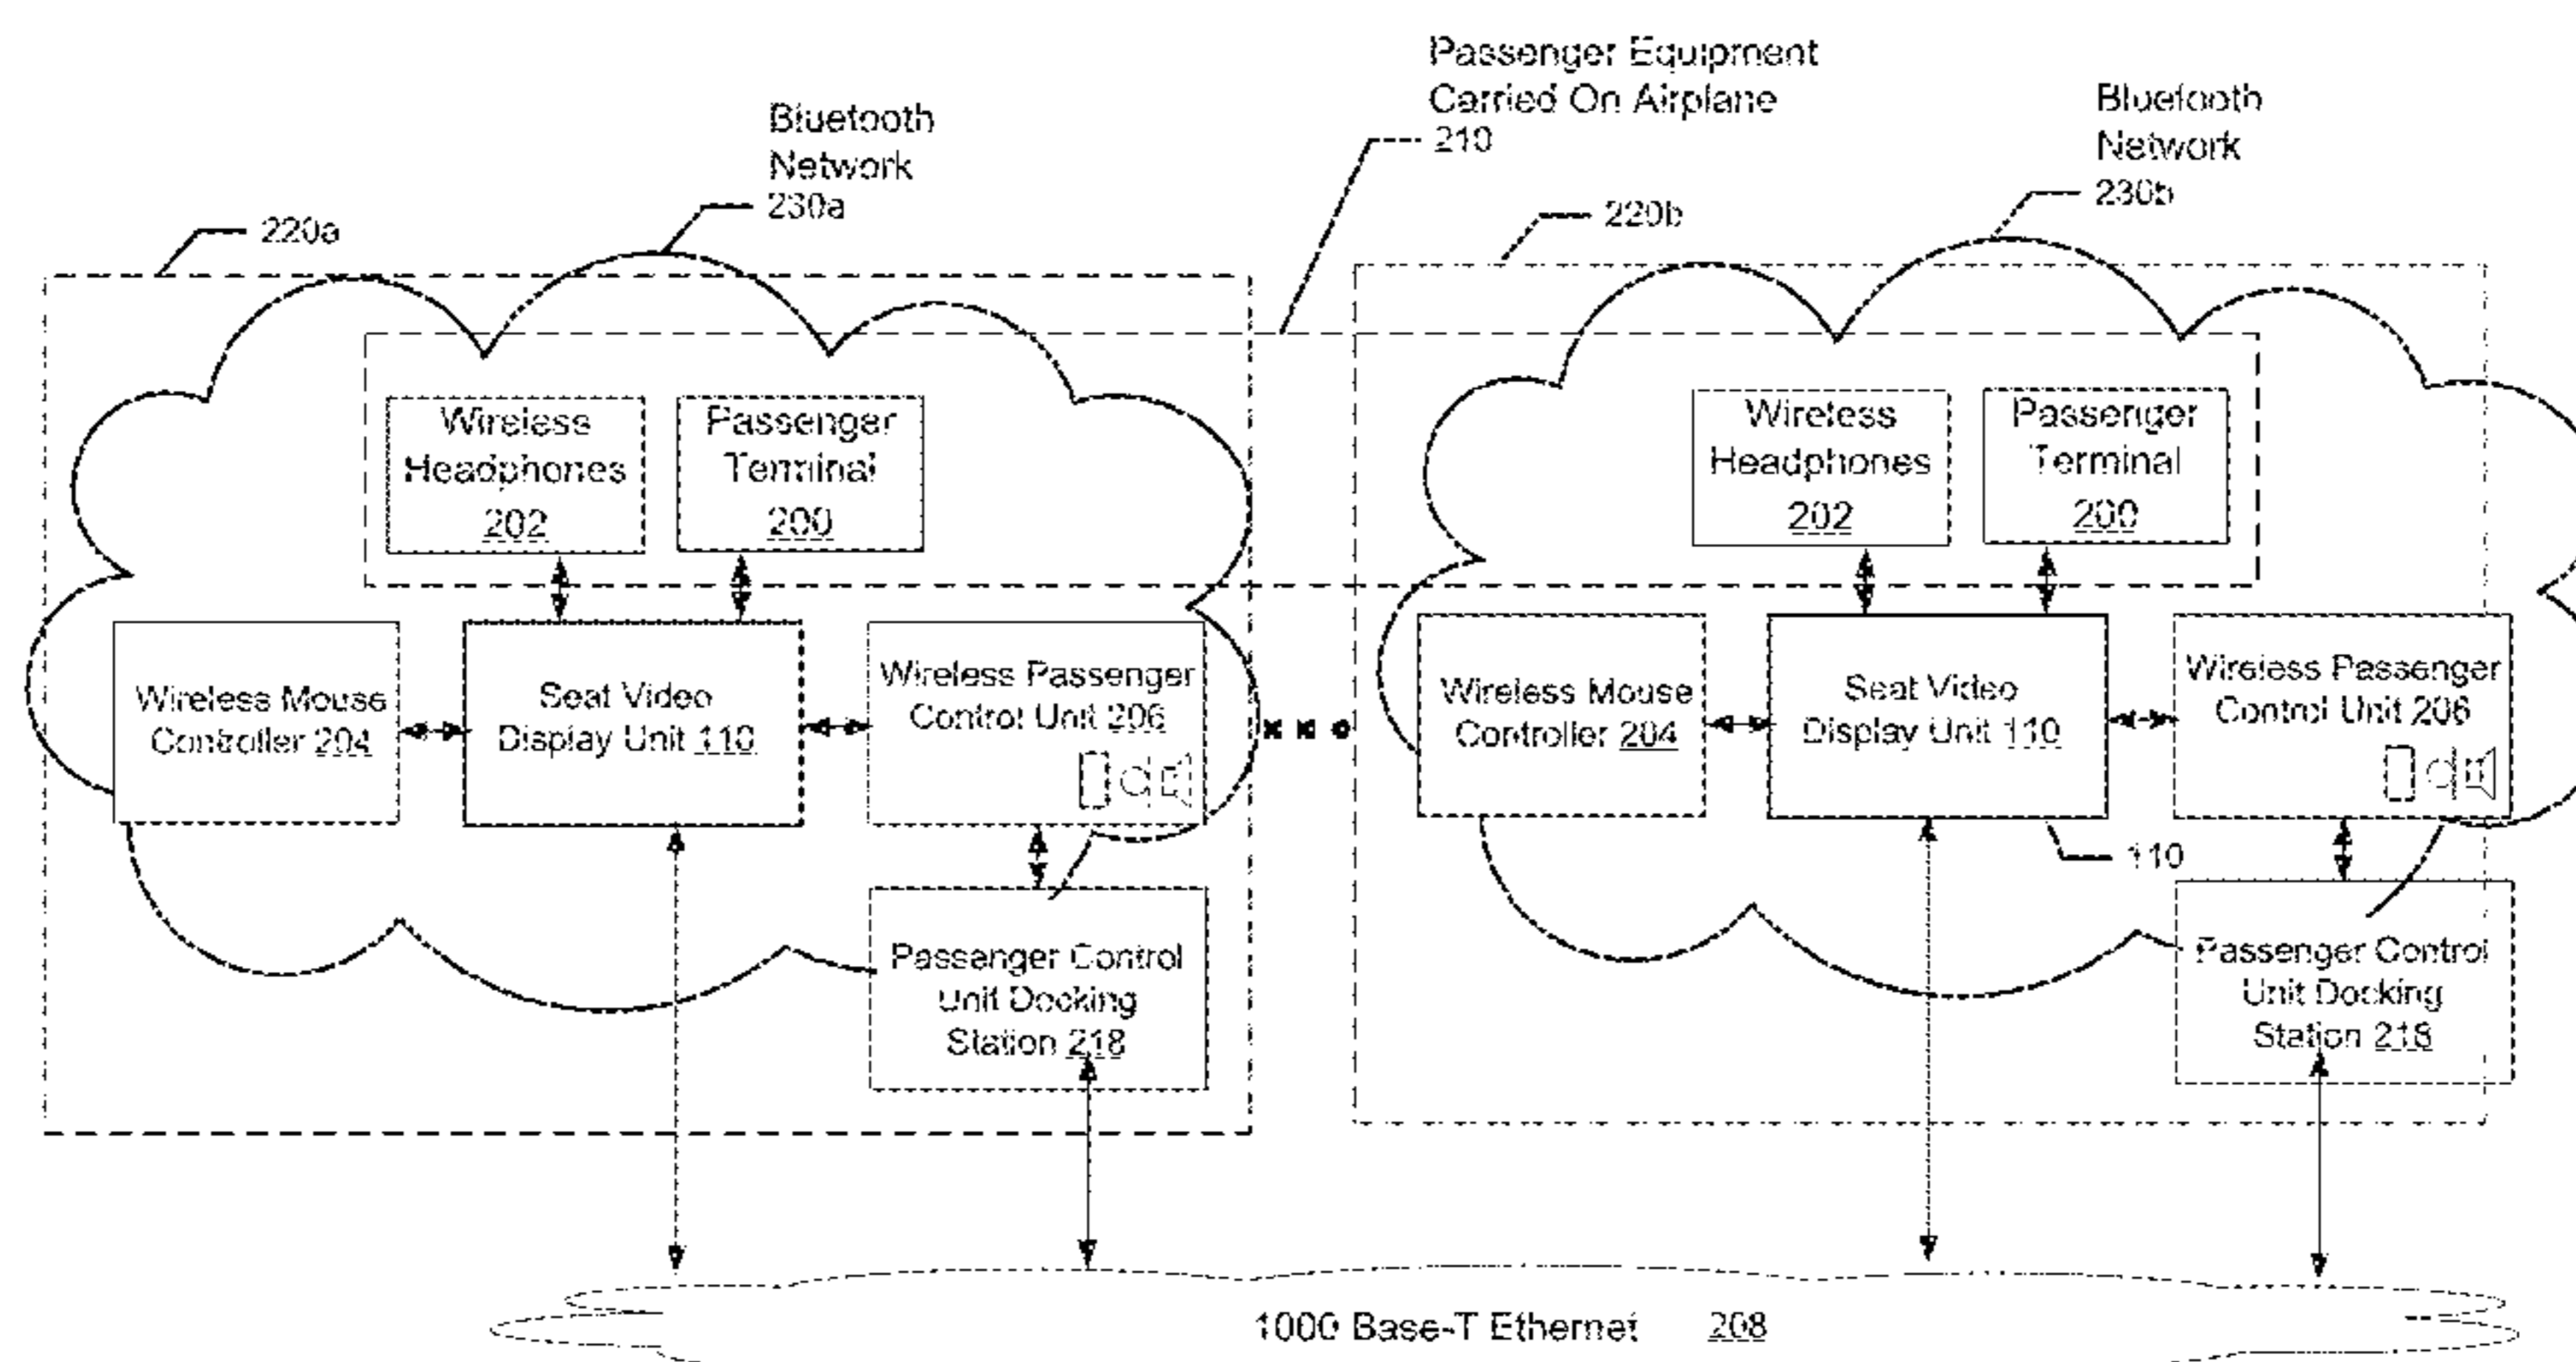 Passenger Equipment
Carried On Airplane
210
Bluetooth
Network
230a
Bluetooth
Network
230b
220a
220b
Wireless
Headphones
202
Passenger
Terminal
200
Wireless
Headphones
202
Passenger
Terminal
200
Wireless Mouse
Controller 204
Seat Video
Display Unit 110
Wireless Passenger
Control Unit 206
Wireless Mouse
Controller 204
Seat Video
Display Unit 110
Wireless Passenger
Control Unit 206
110
Passenger Control
Unit Docking
Station 218
Passenger Control
Unit Docking
Station 218
1000 Base-T Ethernet 208